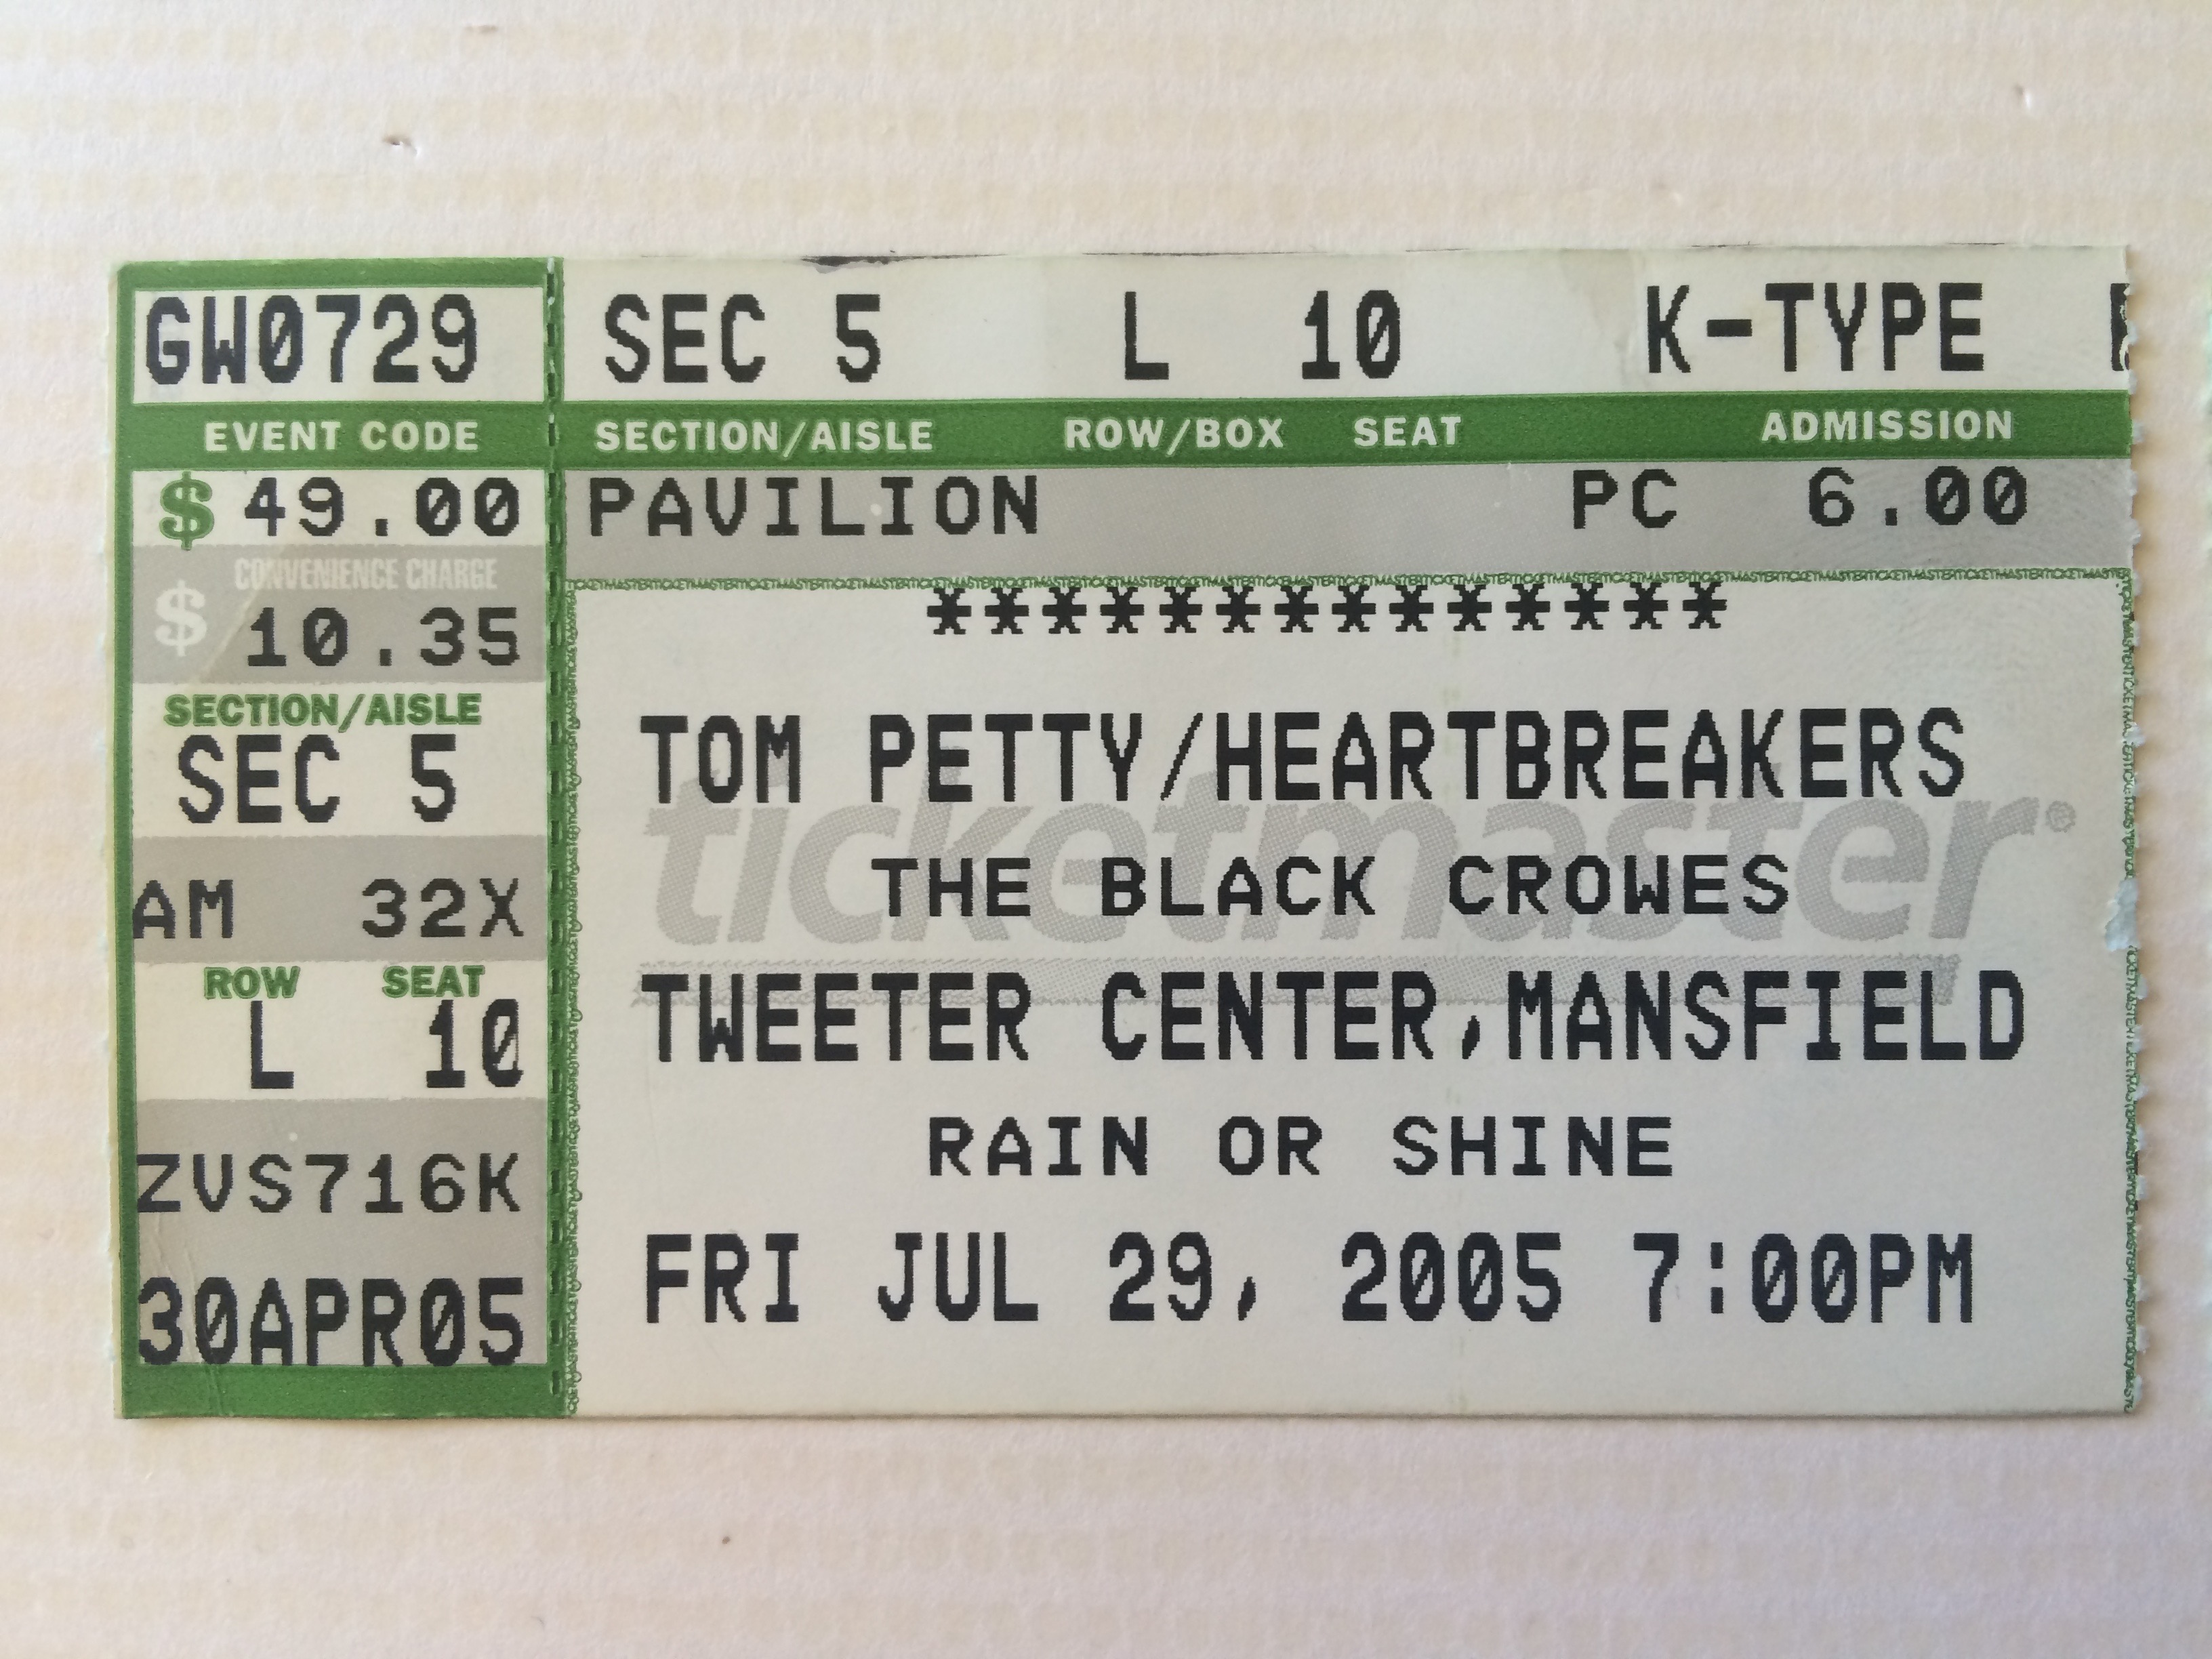 GW0729
EVENT CODE
$ 49.00
CONVENIENCE CHARGE
$ 10.35
SECTION/AISLE
SEC 5
AM 32X
ROW SEAT
L 10
ZVS716K
30APR05
SEC 5 L 10 K-TYPE
SECTION/AISLE ROW/BOX SEAT ADMISSION
PAVILION PC 6.00
**************
TOM PETTY/HEARTBREAKERS
ticketmaster®
THE BLACK CROWES
TWEETER CENTER,MANSFIELD
RAIN OR SHINE
FRI JUL 29, 2005 7:00PM